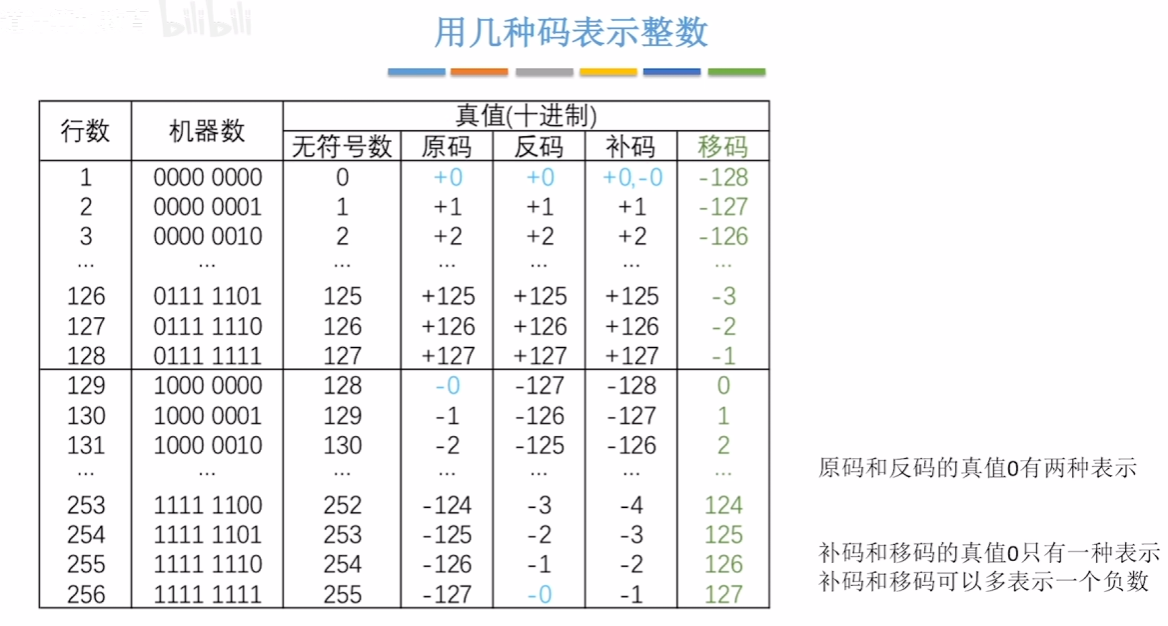 bilibili
用几种码表示整数
行数 机器数 真值(十进制)
无符号数 原码 反码 补码 移码
1 0000 0000 0 +0 +0 +0,-0 -128
2 0000 0001 1 +1 +1 +1 -127
3 0000 0010 2 +2 +2 +2 -126
... ... ... ... ... ... ...
126 0111 1101 125 +125 +125 +125 -3
127 0111 1110 126 +126 +126 +126 -2
128 0111 1111 127 +127 +127 +127 -1
129 1000 0000 128 -0 -127 -128 0
130 1000 0001 129 -1 -126 -127 1
131 1000 0010 130 -2 -125 -126 2
... ... ... ... ... ... ...
253 1111 1100 252 -124 -3 -4 124
254 1111 1101 253 -125 -2 -3 125
255 1111 1110 254 -126 -1 -2 126
256 1111 1111 255 -127 -0 -1 127
原码和反码的真值0有两种表示
补码和移码的真值0只有一种表示
补码和移码可以多表示一个负数